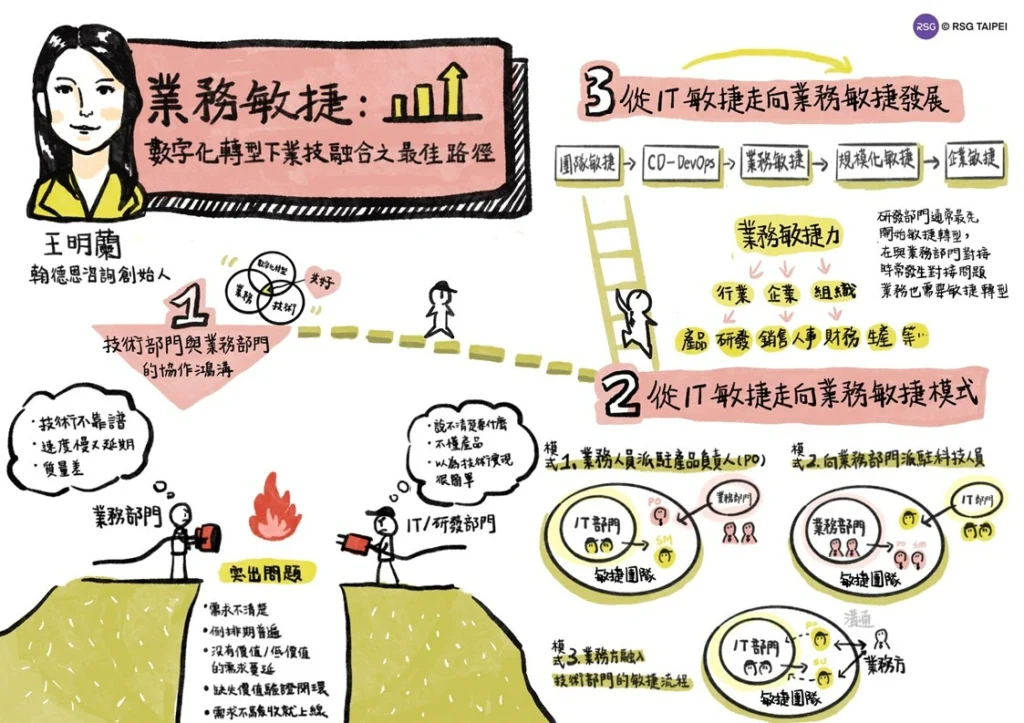 RSG © RSG TAIPEI
業務敏捷:
數字化轉型下業技融合之最佳路徑
王明蘭
翰德恩咨詢創始人
數字化轉型
業務
技術
美好
1
技術部門與業務部門
的協作鴻溝
・技術不靠譜
・速度慢又延期
・質量差
業務部門
・說不清楚要什麼
・不懂產品
・以為技術實現
很簡單
IT/研發部門
突出問題
・需求不清楚
・倒排期普遍
・沒有價值/低價值
的需求蔓延
・缺失價值驗證閉環
・需求不驗收就上線
2 從IT敏捷走向業務敏捷模式
模式1.業務人員派駐產品負責人(PO)
IT部門
PO
SM
業務部門
敏捷團隊
模式2.向業務部門派駐科技人員
業務部門
PO
SM
IT部門
敏捷團隊
模式3.業務方融入
技術部門的敏捷流程
IT部門
PO
溝通
業務方
敏捷團隊
3 從IT敏捷走向業務敏捷發展
團隊敏捷
CD-DevOps
業務敏捷
規模化敏捷
企業敏捷
業務敏捷力
行業 企業 組織
產品 研發 銷售 人事 財務 生產 等…
研發部門通常最先
開始敏捷轉型,
在與業務部門對接
時常發生對接問題
業務也需要敏捷轉型